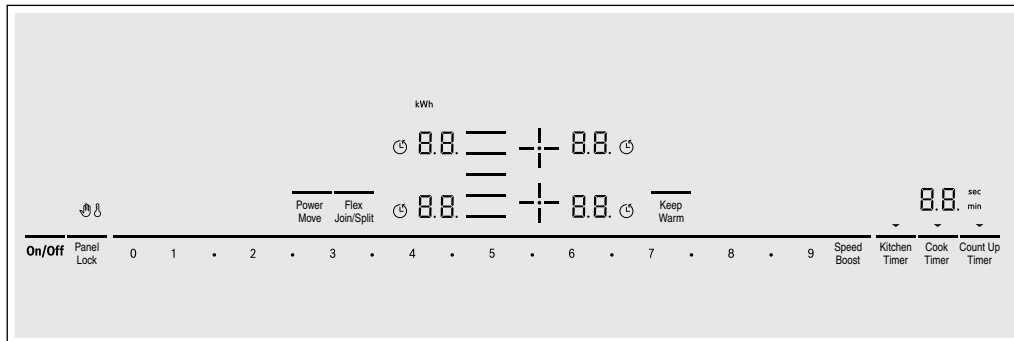 kWh
8.8. 8.8.
Power Move
Flex Join/Split
8.8. 8.8.
Keep Warm
8.8. sec min
On/Off
Panel Lock
0 1 . 2 . 3 . 4 . 5 . 6 . 7 . 8 . 9
Speed Boost
Kitchen Timer
Cook Timer
Count Up Timer